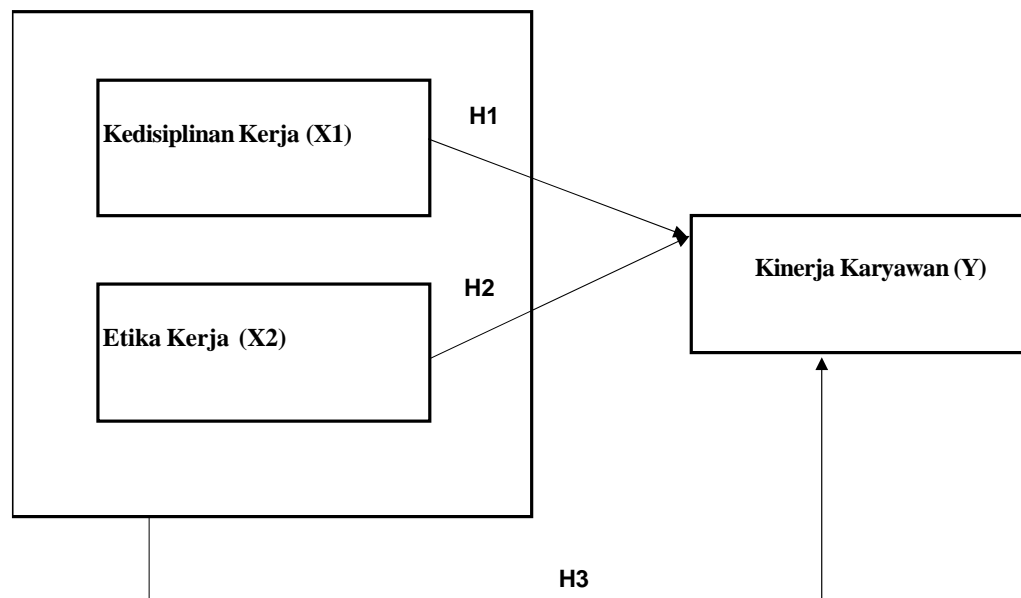 H1
Kedisiplinan Kerja (X1)
Kinerja Karyawan (Y)
H2
Etika Kerja (X2)
H3